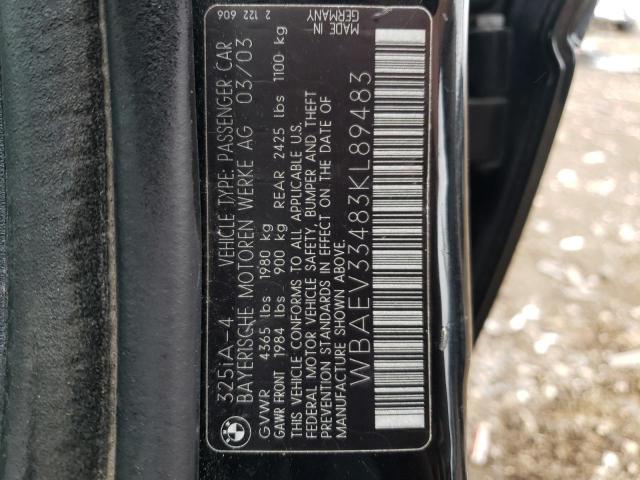 325iA-4 VEHICLE TYPE: PASSENGER CAR
BAYERISCHE MOTOREN WERKE AG 03/03
GVWR 4365 lbs 1980 kg
GAWR FRONT 1984 lbs 900 kg REAR 2425 lbs 1100 kg
THIS VEHICLE CONFORMS TO ALL APPLICABLE U.S.
FEDERAL MOTOR VEHICLE SAFETY, BUMPER AND THEFT
PREVENTION STANDARDS IN EFFECT ON THE DATE OF
MANUFACTURE SHOWN ABOVE.
WBAEV33483KL89483
2 122 606
MADE IN
GERMANY
BMW